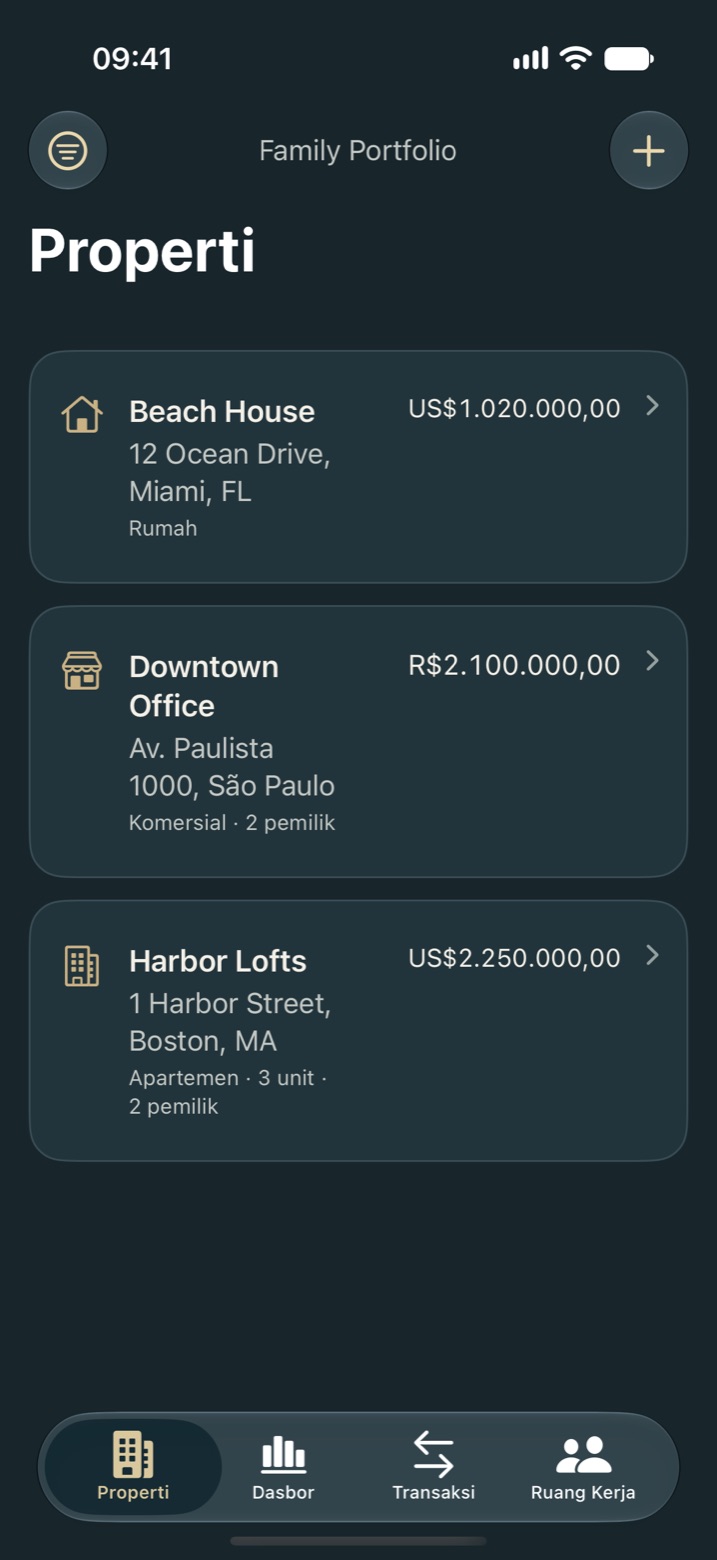 09:41
Family Portfolio
Properti
Beach House
US$1.020.000,00
12 Ocean Drive,
Miami, FL
Rumah
Downtown
Office
R$2.100.000,00
Av. Paulista
1000, São Paulo
Komersial · 2 pemilik
Harbor Lofts
US$2.250.000,00
1 Harbor Street,
Boston, MA
Apartemen · 3 unit ·
2 pemilik
Properti
Dasbor
Transaksi
Ruang Kerja